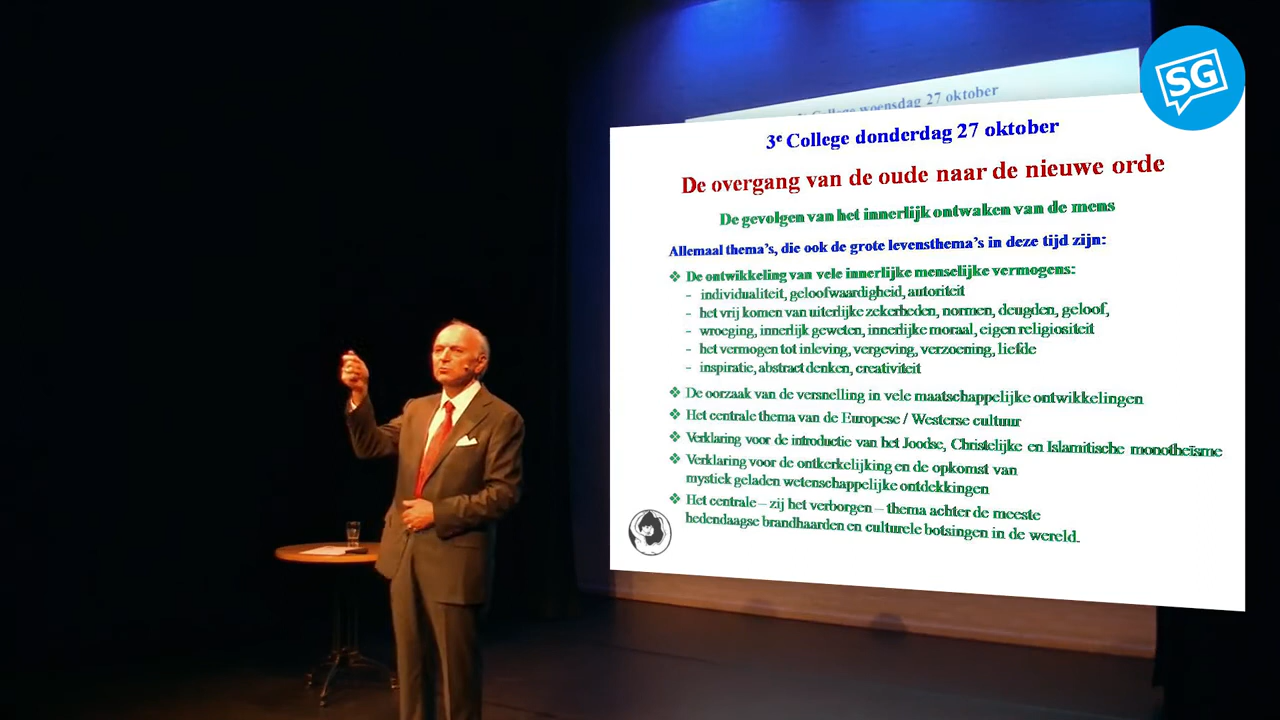 SG
College woensdag 27 oktober
3e College donderdag 27 oktober
De overgang van de oude naar de nieuwe orde
De gevolgen van het innerlijk ontwaken van de mens
Allemaal thema's, die ook de grote levensthema's in deze tijd zijn:
❖ De ontwikkeling van vele innerlijke menselijke vermogens:
- individualiteit, geloofwaardigheid, autoriteit
- het vrij komen van uiterlijke zekerheden, normen, deugden, geloof,
- wroeging, innerlijk geweten, innerlijke moraal, eigen religiositeit
- het vermogen tot inleving, vergeving, verzoening, liefde
- inspiratie, abstract denken, creativiteit
❖ De oorzaak van de versnelling in vele maatschappelijke ontwikkelingen
❖ Het centrale thema van de Europese / Westerse cultuur
❖ Verklaring voor de introductie van het Joodse, Christelijke en Islamitische monotheïsme
❖ Verklaring voor de ontkerkelijking en de opkomst van
mystiek geladen wetenschappelijke ontdekkingen
❖ Het centrale – zij het verborgen – thema achter de meeste
hedendaagse brandhaarden en culturele botsingen in de wereld.